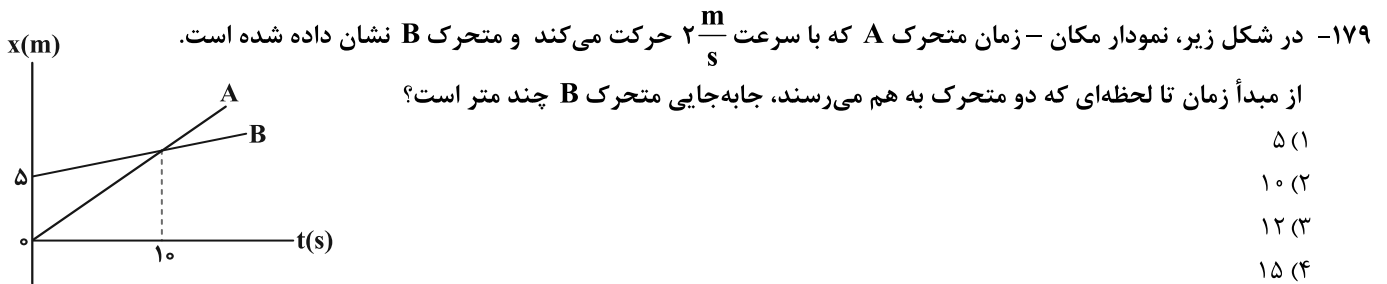 ۱۷۹- در شکل زیر، نمودار مکان – زمان متحرک A که با سرعت ۲ m/s حرکت می‌کند و متحرک B نشان داده شده است.
از مبدأ زمان تا لحظه‌ای که دو متحرک به هم می‌رسند، جابه‌جایی متحرک B چند متر است؟
۱) ۵
۲) ۱۰
۳) ۱۲
۴) ۱۵
x(m)
A
B
۵
۰
۱۰
t(s)